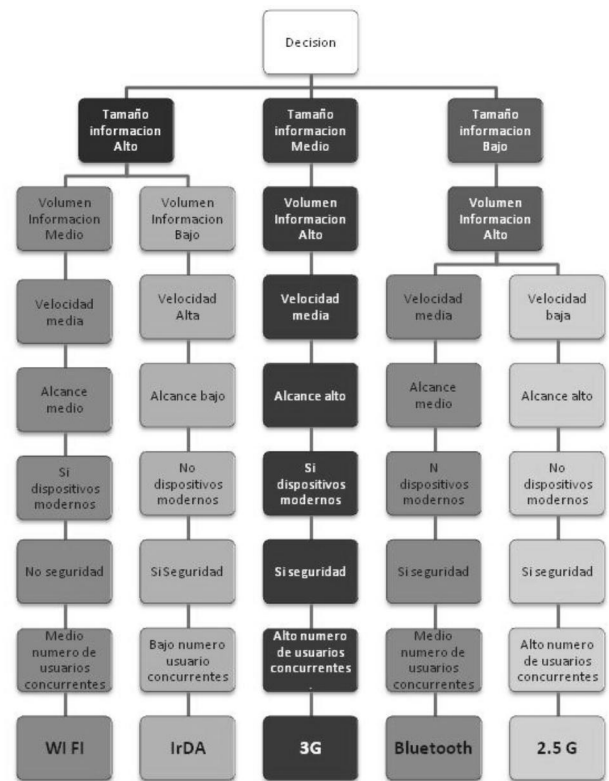 Decision
Tamaño
informacion
Alto
Tamaño
informacion
Medio
Tamaño
informacion
Bajo
Volumen
Informacion
Medio
Volumen
Informacion
Bajo
Volumen
Informacion
Alto
Volumen
Informacion
Alto
Velocidad
media
Velocidad
Alta
Velocidad
media
Velocidad
media
Velocidad
baja
Alcance
medio
Alcance bajo
Alcance alto
Alcance
medio
Alcance alto
Si
dispositivos
modernos
No
dispositivos
modernos
Si
dispositivos
modernos
N
dispositivos
modernos
No
dispositivos
modernos
No seguridad
Si Seguridad
Si seguridad
Si seguridad
Si seguridad
Medio
numero de
usuarios
concurrentes
Bajo numero
usuario
concurrentes
Alto numero
de usuarios
concurrentes
.
Medio
numero de
usuarios
concurrentes
Alto numero
de usuarios
concurrentes
WI FI
IrDA
3G
Bluetooth
2.5 G